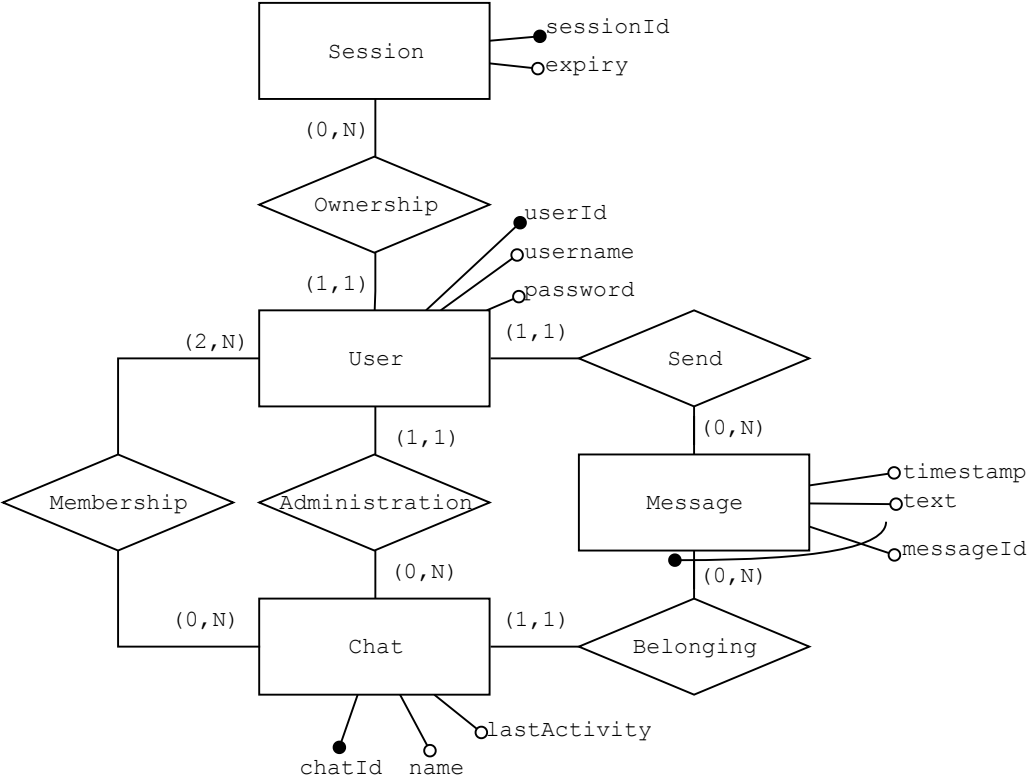 sessionId
Session
expiry
(0,N)
Ownership
userId
username
(1,1)
password
(1,1)
(2,N)
User
Send
(0,N)
(1,1)
timestamp
Membership
Administration
Message
text
messageId
(0,N)
(0,N)
(0,N)
(1,1)
Chat
Belonging
lastActivity
chatId
name